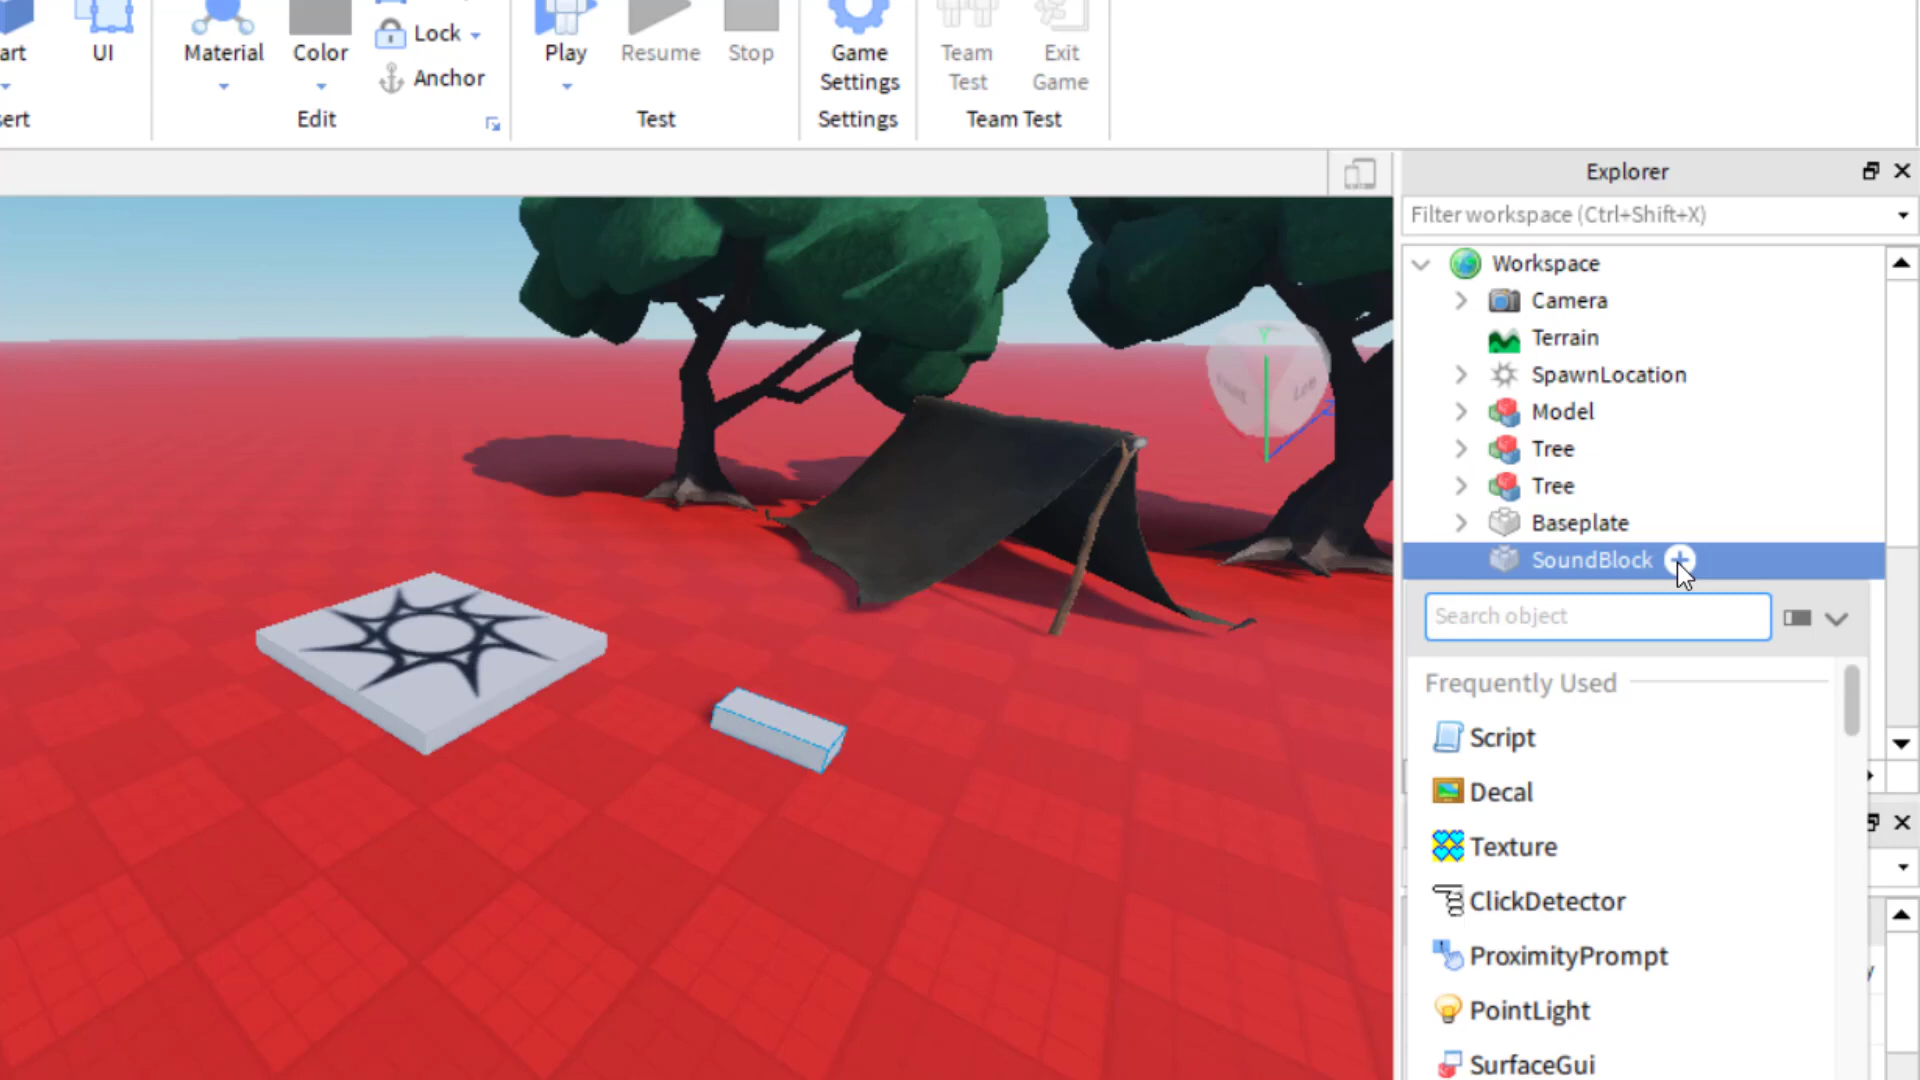 art
UI
Material
Color
Lock
Anchor
Play
Resume
Stop
Game
Settings
Team
Test
Exit
Game
sert
Edit
Test
Settings
Team Test
Explorer
Filter workspace (Ctrl+Shift+X)
Workspace
Camera
Terrain
SpawnLocation
Model
Tree
Tree
Baseplate
SoundBlock
Search object
Frequently Used
Script
Decal
Texture
ClickDetector
ProximityPrompt
PointLight
SurfaceGui
Y